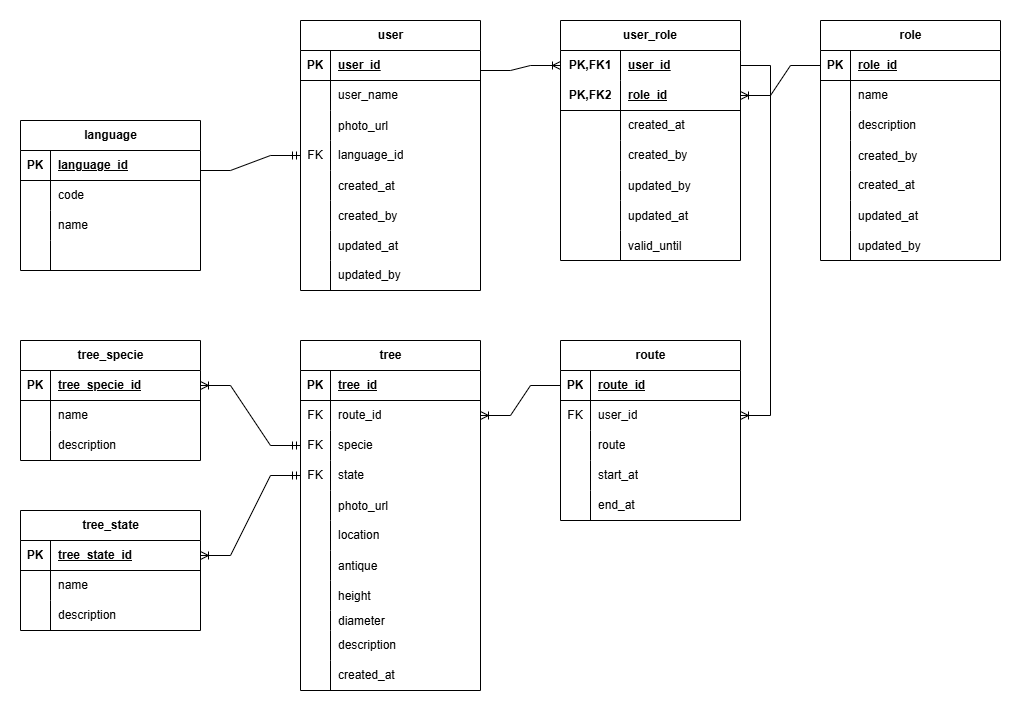 user
PK user_id
user_name
photo_url
FK language_id
created_at
created_by
updated_at
updated_by
user_role
PK,FK1 user_id
PK,FK2 role_id
created_at
created_by
updated_by
updated_at
valid_until
role
PK role_id
name
description
created_by
created_at
updated_at
updated_by
language
PK language_id
code
name
tree_specie
PK tree_specie_id
name
description
tree
PK tree_id
FK route_id
FK specie
FK state
photo_url
location
antique
height
diameter
description
created_at
route
PK route_id
FK user_id
route
start_at
end_at
tree_state
PK tree_state_id
name
description